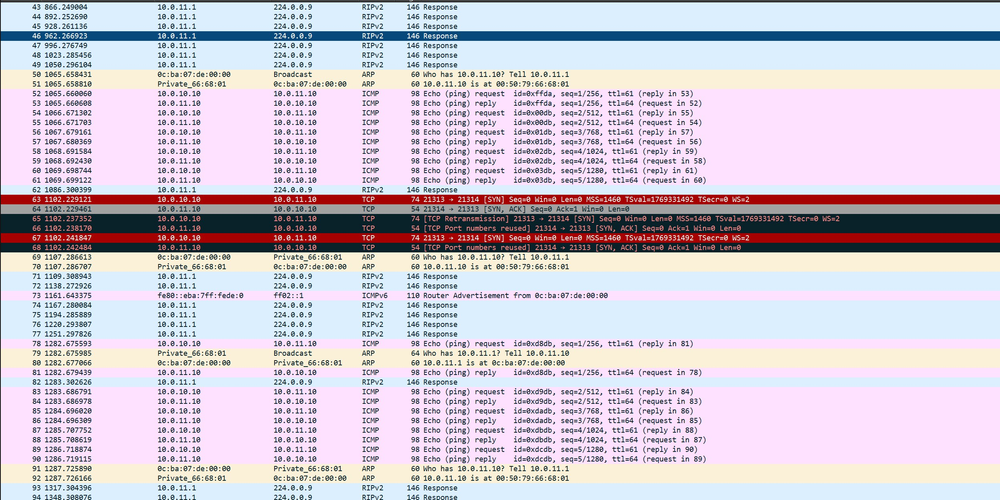 43 866.249004 10.0.11.1 224.0.0.9 RIPv2 146 Response
44 892.252690 10.0.11.1 224.0.0.9 RIPv2 146 Response
45 928.261136 10.0.11.1 224.0.0.9 RIPv2 146 Response
46 962.266923 10.0.11.1 224.0.0.9 RIPv2 146 Response
47 996.276749 10.0.11.1 224.0.0.9 RIPv2 146 Response
48 1023.285456 10.0.11.1 224.0.0.9 RIPv2 146 Response
49 1050.296104 10.0.11.1 224.0.0.9 RIPv2 146 Response
50 1065.658431 0c:ba:07:de:00:00 Broadcast ARP 60 Who has 10.0.11.10? Tell 10.0.11.1
51 1065.658810 Private_66:68:01 0c:ba:07:de:00:00 ARP 60 10.0.11.10 is at 00:50:79:66:68:01
52 1065.660060 10.0.10.10 10.0.11.10 ICMP 98 Echo (ping) request id=0xffda, seq=1/256, ttl=61 (reply in 53)
53 1065.660608 10.0.11.10 10.0.10.10 ICMP 98 Echo (ping) reply id=0xffda, seq=1/256, ttl=64 (request in 52)
54 1066.671302 10.0.10.10 10.0.11.10 ICMP 98 Echo (ping) request id=0x00db, seq=2/512, ttl=61 (reply in 55)
55 1066.671703 10.0.11.10 10.0.10.10 ICMP 98 Echo (ping) reply id=0x00db, seq=2/512, ttl=64 (request in 54)
56 1067.679161 10.0.10.10 10.0.11.10 ICMP 98 Echo (ping) request id=0x01db, seq=3/768, ttl=61 (reply in 57)
57 1067.680369 10.0.11.10 10.0.10.10 ICMP 98 Echo (ping) reply id=0x01db, seq=3/768, ttl=64 (request in 56)
58 1068.691584 10.0.10.10 10.0.11.10 ICMP 98 Echo (ping) request id=0x02db, seq=4/1024, ttl=61 (reply in 59)
59 1068.692430 10.0.11.10 10.0.10.10 ICMP 98 Echo (ping) reply id=0x02db, seq=4/1024, ttl=64 (request in 58)
60 1069.698744 10.0.10.10 10.0.11.10 ICMP 98 Echo (ping) request id=0x03db, seq=5/1280, ttl=61 (reply in 61)
61 1069.699122 10.0.11.10 10.0.10.10 ICMP 98 Echo (ping) reply id=0x03db, seq=5/1280, ttl=64 (request in 60)
62 1086.300399 10.0.11.1 224.0.0.9 RIPv2 146 Response
63 1102.229121 10.0.10.10 10.0.11.10 TCP 74 21313 → 21314 [SYN] Seq=0 Win=0 Len=0 MSS=1460 TSval=1769331492 TSecr=0 WS=2
64 1102.229461 10.0.11.10 10.0.10.10 TCP 54 21314 → 21313 [SYN, ACK] Seq=0 Ack=1 Win=0 Len=0
65 1102.237352 10.0.10.10 10.0.11.10 TCP 74 [TCP Retransmission] 21313 → 21314 [SYN] Seq=0 Win=0 Len=0 MSS=1460 TSval=1769331492 TSecr=0 WS=2
66 1102.238170 10.0.11.10 10.0.10.10 TCP 54 [TCP Port numbers reused] 21314 → 21313 [SYN, ACK] Seq=0 Ack=1 Win=0 Len=0
67 1102.241847 10.0.10.10 10.0.11.10 TCP 74 21313 → 21314 [SYN] Seq=0 Win=0 Len=0 MSS=1460 TSval=1769331492 TSecr=0 WS=2
68 1102.242484 10.0.11.10 10.0.10.10 TCP 54 [TCP Port numbers reused] 21314 → 21313 [SYN, ACK] Seq=0 Ack=1 Win=0 Len=0
69 1107.286613 0c:ba:07:de:00:00 Private_66:68:01 ARP 60 Who has 10.0.11.10? Tell 10.0.11.1
70 1107.286707 Private_66:68:01 0c:ba:07:de:00:00 ARP 60 10.0.11.10 is at 00:50:79:66:68:01
71 1109.308943 10.0.11.1 224.0.0.9 RIPv2 146 Response
72 1138.272926 10.0.11.1 224.0.0.9 RIPv2 146 Response
73 1161.643375 fe80::eba:7ff:fede:0 ff02::1 ICMPv6 110 Router Advertisement from 0c:ba:07:de:00:00
74 1167.280084 10.0.11.1 224.0.0.9 RIPv2 146 Response
75 1194.285889 10.0.11.1 224.0.0.9 RIPv2 146 Response
76 1220.293807 10.0.11.1 224.0.0.9 RIPv2 146 Response
77 1251.297826 10.0.11.1 224.0.0.9 RIPv2 146 Response
78 1282.675593 10.0.10.10 10.0.11.10 ICMP 98 Echo (ping) request id=0xd8db, seq=1/256, ttl=61 (reply in 81)
79 1282.675985 Private_66:68:01 Broadcast ARP 64 Who has 10.0.11.1? Tell 10.0.11.10
80 1282.677066 0c:ba:07:de:00:00 Private_66:68:01 ARP 60 10.0.11.1 is at 0c:ba:07:de:00:00
81 1282.679439 10.0.11.10 10.0.10.10 ICMP 98 Echo (ping) reply id=0xd8db, seq=1/256, ttl=64 (request in 78)
82 1283.302626 10.0.11.1 224.0.0.9 RIPv2 146 Response
83 1283.686791 10.0.10.10 10.0.11.10 ICMP 98 Echo (ping) request id=0xd9db, seq=2/512, ttl=61 (reply in 84)
84 1283.686978 10.0.11.10 10.0.10.10 ICMP 98 Echo (ping) reply id=0xd9db, seq=2/512, ttl=64 (request in 83)
85 1284.696020 10.0.10.10 10.0.11.10 ICMP 98 Echo (ping) request id=0xdadb, seq=3/768, ttl=61 (reply in 86)
86 1284.696309 10.0.11.10 10.0.10.10 ICMP 98 Echo (ping) reply id=0xdadb, seq=3/768, ttl=64 (request in 85)
87 1285.707752 10.0.10.10 10.0.11.10 ICMP 98 Echo (ping) request id=0xdbdb, seq=4/1024, ttl=61 (reply in 88)
88 1285.708619 10.0.11.10 10.0.10.10 ICMP 98 Echo (ping) reply id=0xdbdb, seq=4/1024, ttl=64 (request in 87)
89 1286.718874 10.0.10.10 10.0.11.10 ICMP 98 Echo (ping) request id=0xdcdb, seq=5/1280, ttl=61 (reply in 90)
90 1286.719115 10.0.11.10 10.0.10.10 ICMP 98 Echo (ping) reply id=0xdcdb, seq=5/1280, ttl=64 (request in 89)
91 1287.725890 0c:ba:07:de:00:00 Private_66:68:01 ARP 60 Who has 10.0.11.10? Tell 10.0.11.1
92 1287.726166 Private_66:68:01 0c:ba:07:de:00:00 ARP 60 10.0.11.10 is at 00:50:79:66:68:01
93 1317.304396 10.0.11.1 224.0.0.9 RIPv2 146 Response
94 1348.308076 10.0.11.1 224.0.0.9 RIPv2 146 Response